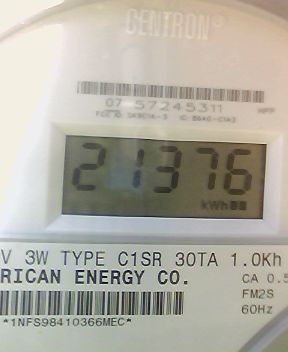 CENTRON®
07 57245311
21376
kWh
V 3W TYPE C1SR 30TA 1.0Kh
RICAN ENERGY CO.
CA 0.5
FM2S
60Hz
*1NFS98410366MEC*